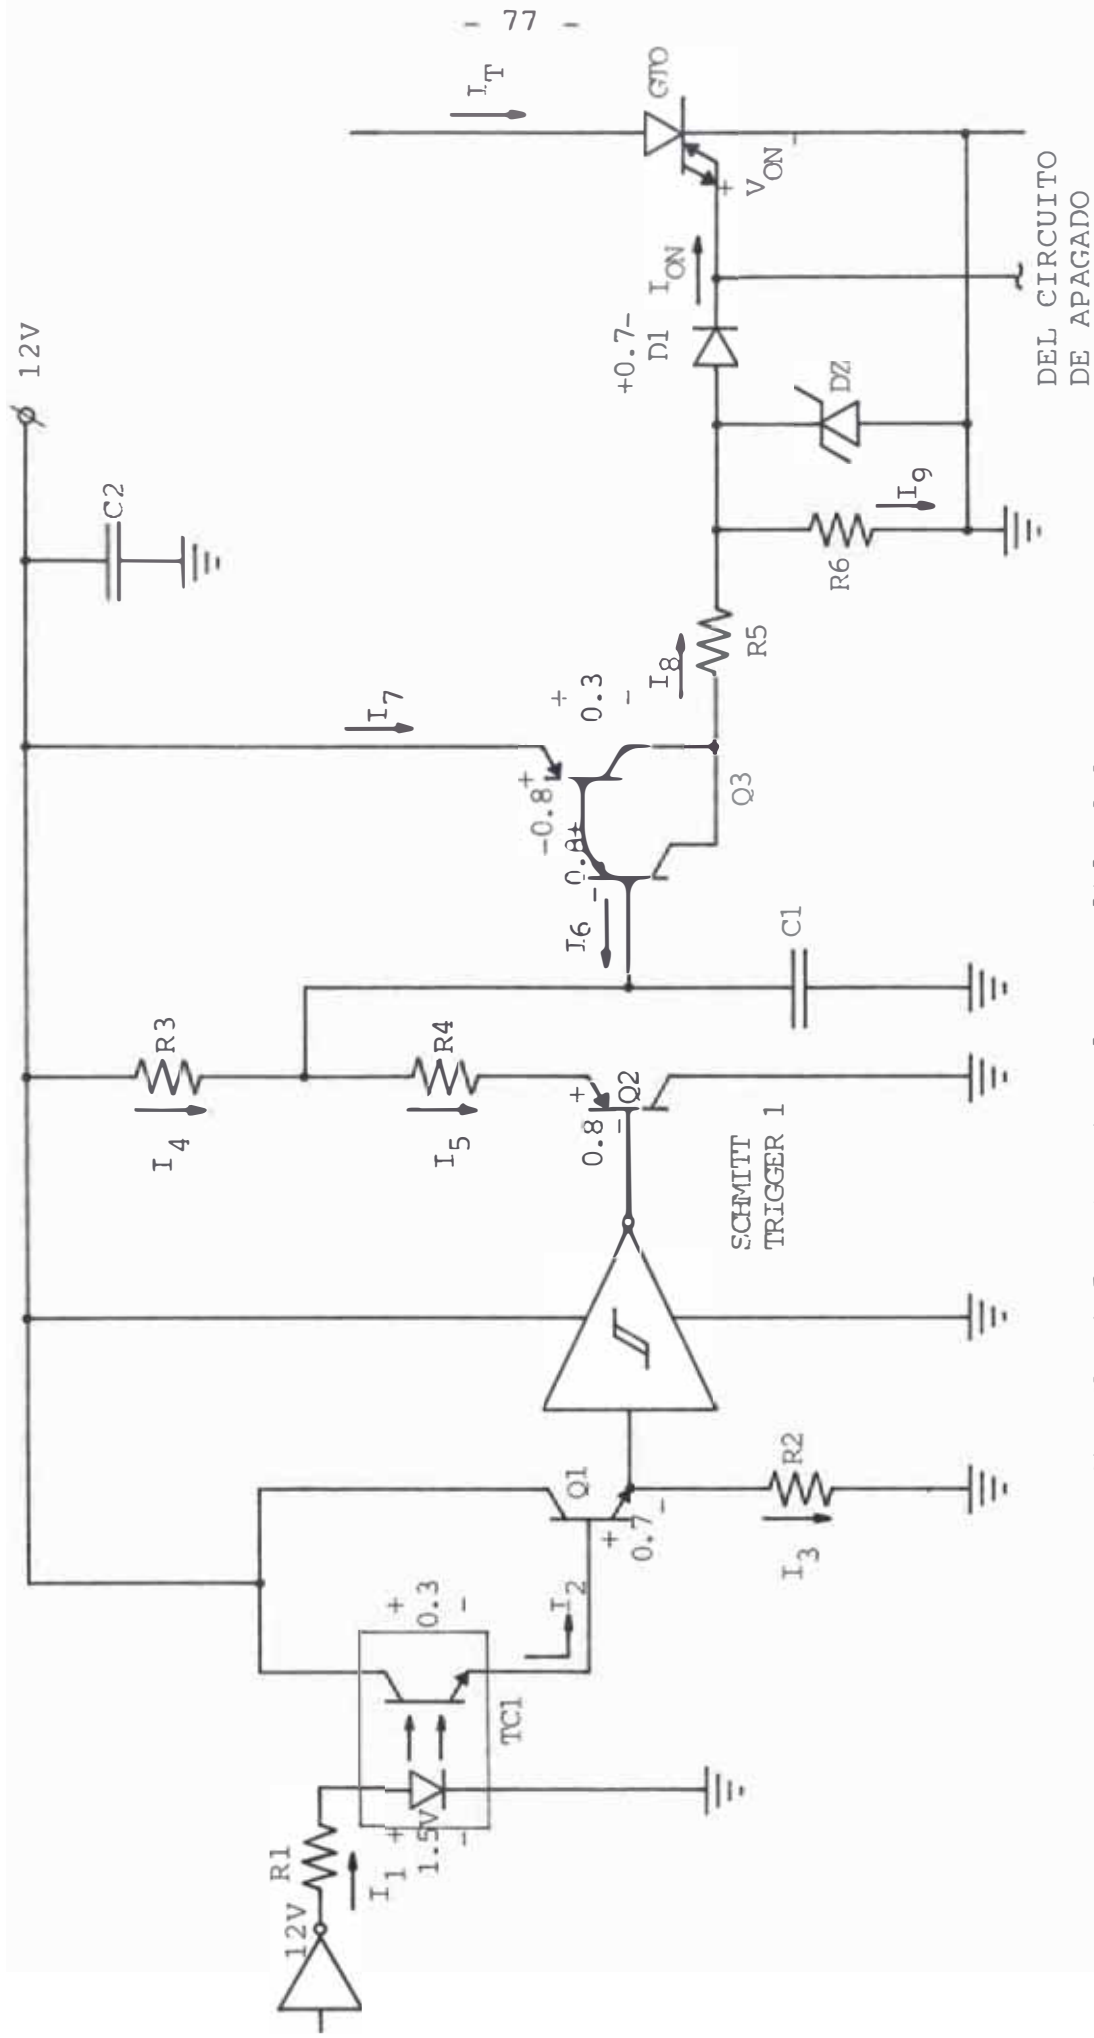 - 77 -
12V
C2
I7
+
0.3
-
-0.8+
0.8+
-
I6
Q3
I8
R5
R6
I9
DZ
+0.7-
D1
ION
+
VON
-
GTO
IT
DEL CIRCUITO
DE APAGADO
R3
I4
R4
I5
+
0.8
-
Q2
C1
SCHMITT
TRIGGER 1
Q1
+
0.7
-
R2
I3
I2
+
0.3
-
TC1
12V
R1
I1
+
1.5V
-